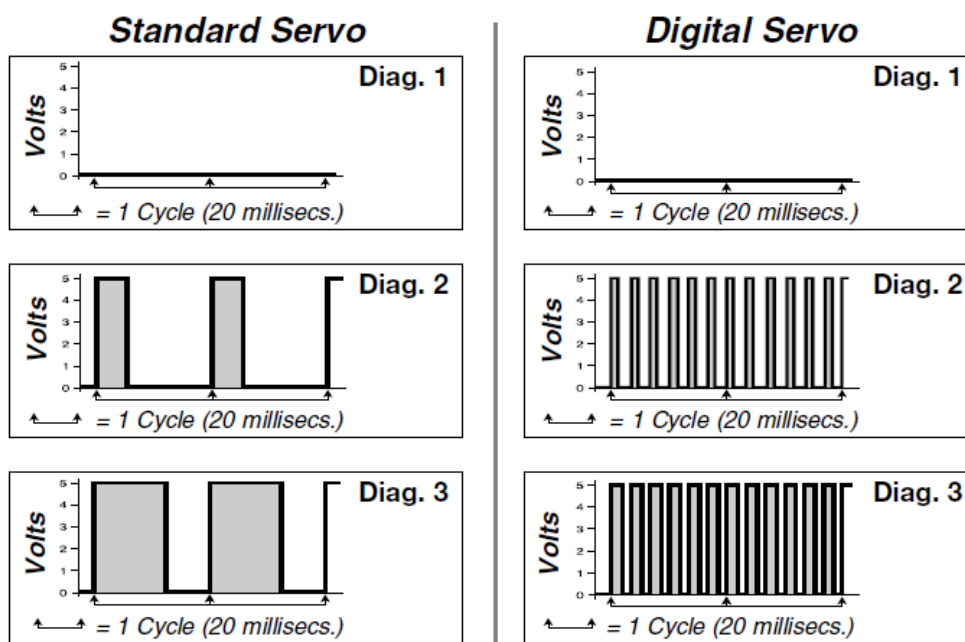 Standard Servo
Diag. 1
Volts
5
4
3
2
1
0
= 1 Cycle (20 millisecs.)
Diag. 2
Volts
5
4
3
2
1
0
= 1 Cycle (20 millisecs.)
Diag. 3
Volts
5
4
3
2
1
0
= 1 Cycle (20 millisecs.)
Digital Servo
Diag. 1
Volts
5
4
3
2
1
0
= 1 Cycle (20 millisecs.)
Diag. 2
Volts
5
4
3
2
1
0
= 1 Cycle (20 millisecs.)
Diag. 3
Volts
5
4
3
2
1
0
= 1 Cycle (20 millisecs.)